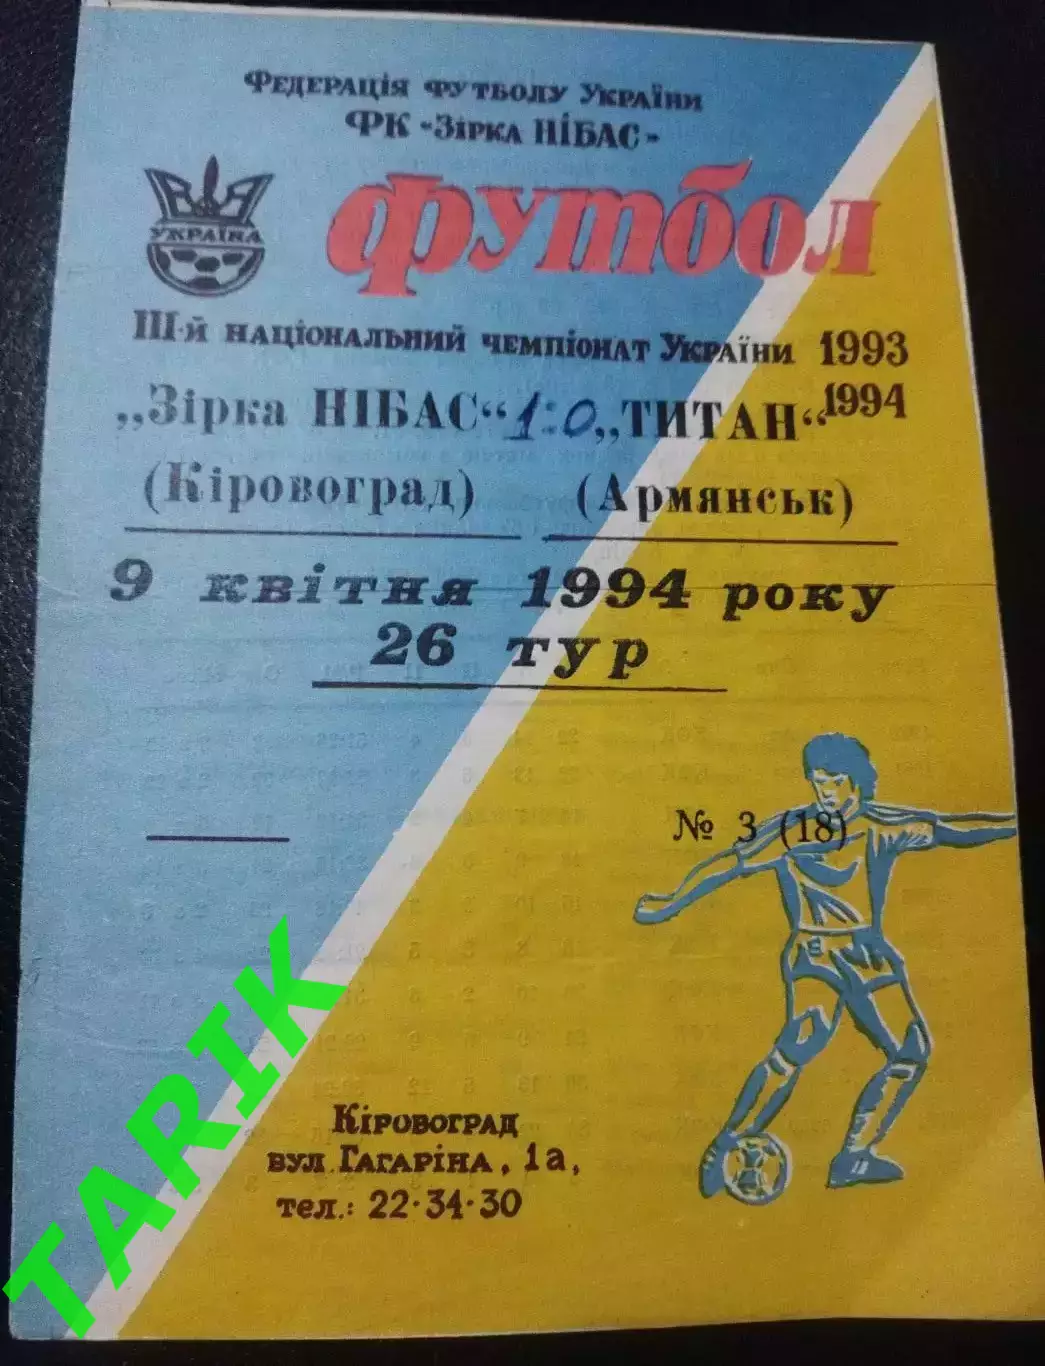 Федерація футболу України
ФК «Зірка НІБАС»
УКРАЇНА
Футбол
III-й національний чемпіонат України 1993
1994
„Зірка НІБАС“ 1:0 „ТИТАН“
(Кіровоград) (Армянськ)
9 квітня 1994 року
26 тур
№ 3 (18)
Кіровоград
вул. Гагаріна, 1а,
тел.: 22-34-30
TARIK